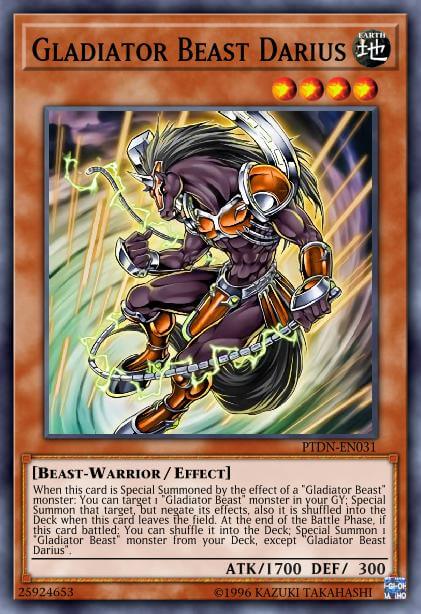 GLADIATOR BEAST DARIUS
EARTH
地
PTDN-EN031
[BEAST-WARRIOR / EFFECT]
When this card is Special Summoned by the effect of a "Gladiator Beast"
monster: You can target 1 "Gladiator Beast" monster in your GY; Special
Summon that target, but negate its effects, also it is shuffled into the
Deck when this card leaves the field. At the end of the Battle Phase, if
this card battled: You can shuffle it into the Deck; Special Summon 1
"Gladiator Beast" monster from your Deck, except "Gladiator Beast
Darius".
ATK/1700 DEF/ 300
25924653
©1996 KAZUKI TAKAHASHI